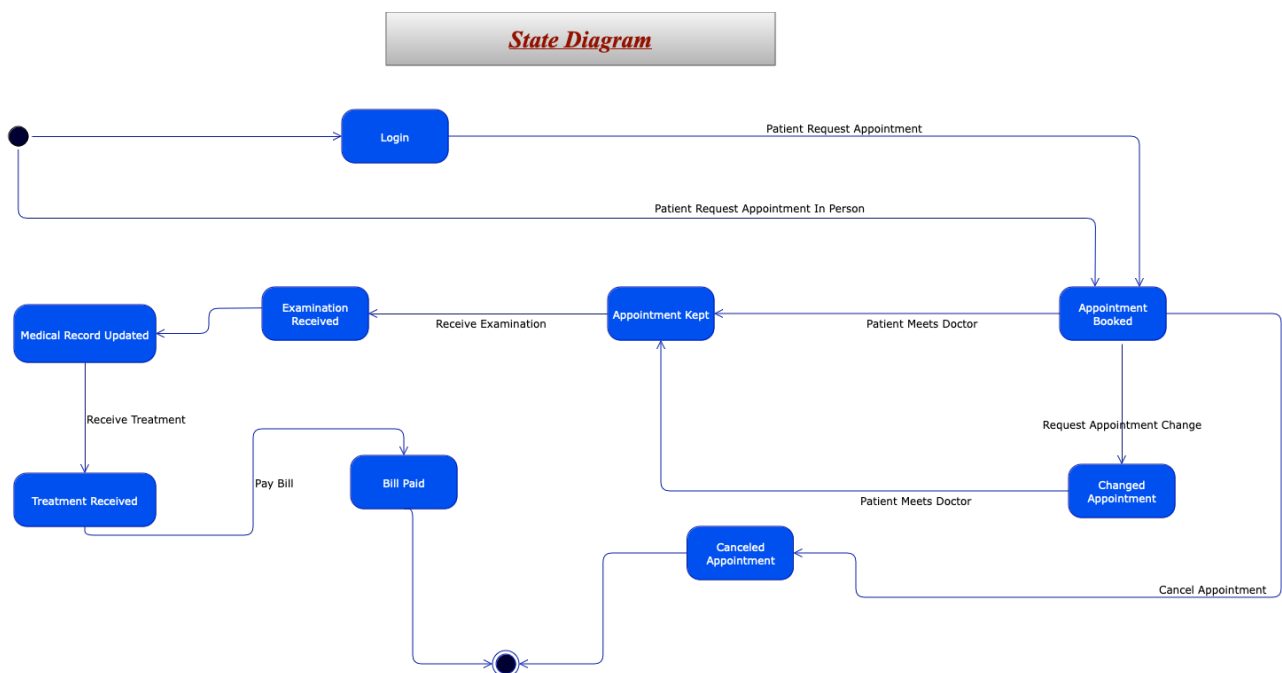 State Diagram
Login
Patient Request Appointment
Patient Request Appointment In Person
Medical Record Updated
Examination
Received
Receive Examination
Appointment Kept
Patient Meets Doctor
Appointment
Booked
Receive Treatment
Request Appointment Change
Treatment Received
Pay Bill
Bill Paid
Patient Meets Doctor
Changed
Appointment
Canceled
Appointment
Cancel Appointment